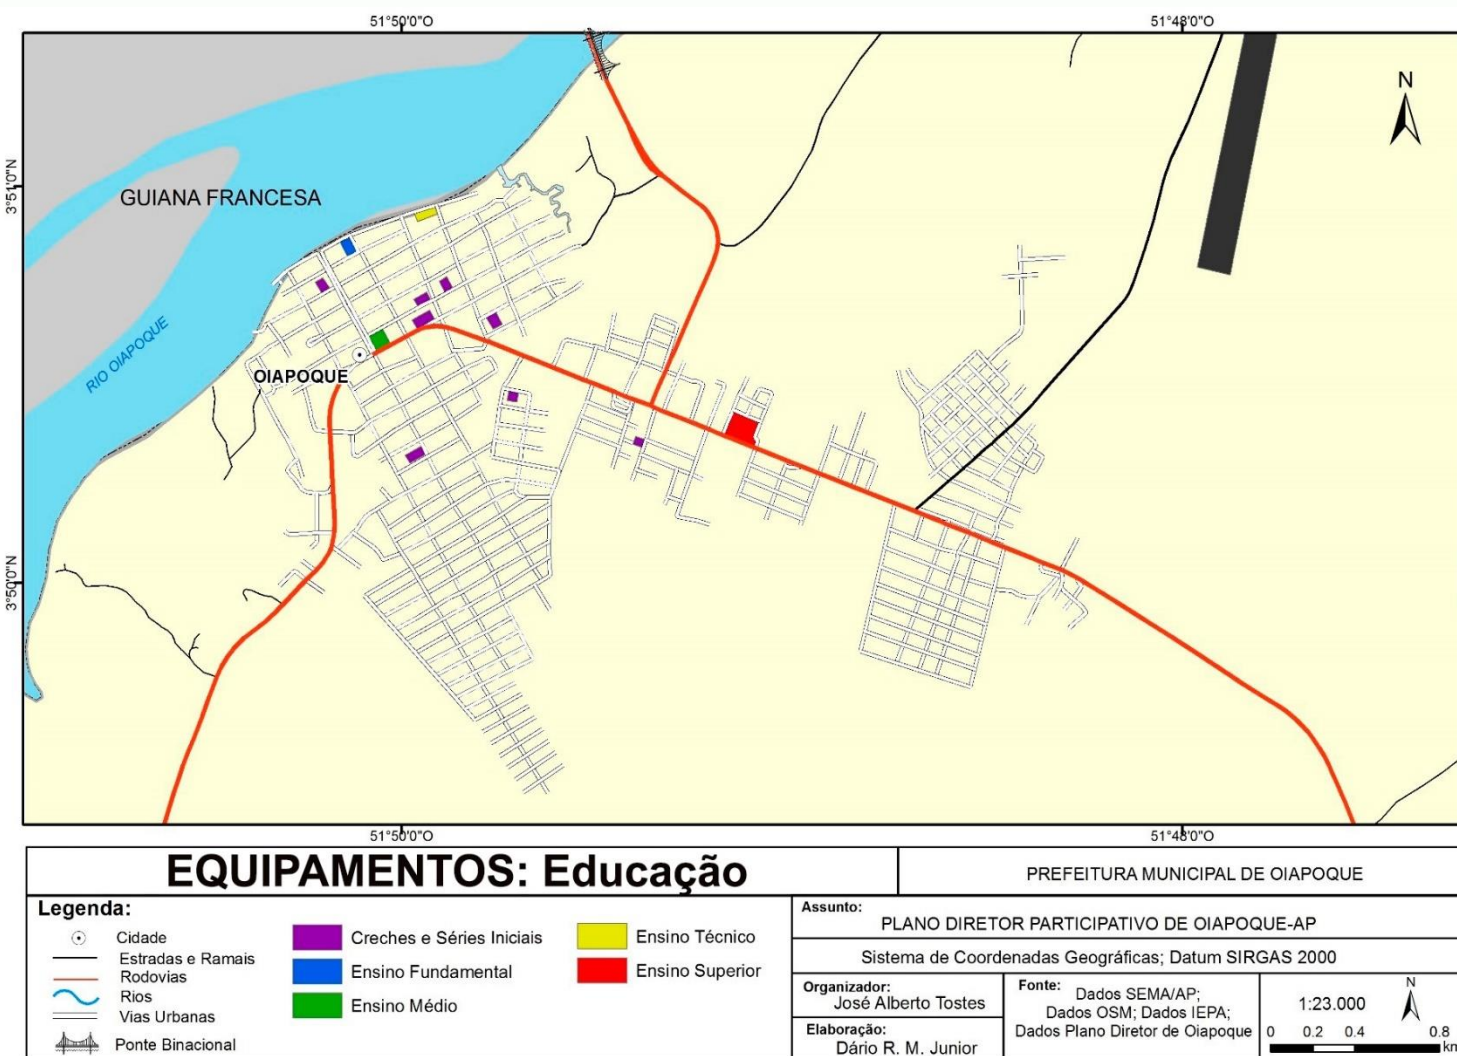 51°50'0"O
51°48'0"O
N
3°51'0"N
GUIANA FRANCESA
RIO OIAPOQUE
OIAPOQUE
3°50'0"N
51°50'0"O
51°48'0"O
EQUIPAMENTOS: Educação
PREFEITURA MUNICIPAL DE OIAPOQUE
Legenda:
Cidade
Estradas e Ramais
Rodovias
Rios
Vias Urbanas
Ponte Binacional
Creches e Séries Iniciais
Ensino Fundamental
Ensino Médio
Ensino Técnico
Ensino Superior
Assunto:
PLANO DIRETOR PARTICIPATIVO DE OIAPOQUE-AP
Sistema de Coordenadas Geográficas; Datum SIRGAS 2000
Organizador:
José Alberto Tostes
Elaboração:
Dário R. M. Junior
Fonte:
Dados SEMA/AP;
Dados OSM; Dados IEPA;
Dados Plano Diretor de Oiapoque
1:23.000
N
0 0.2 0.4 0.8
km